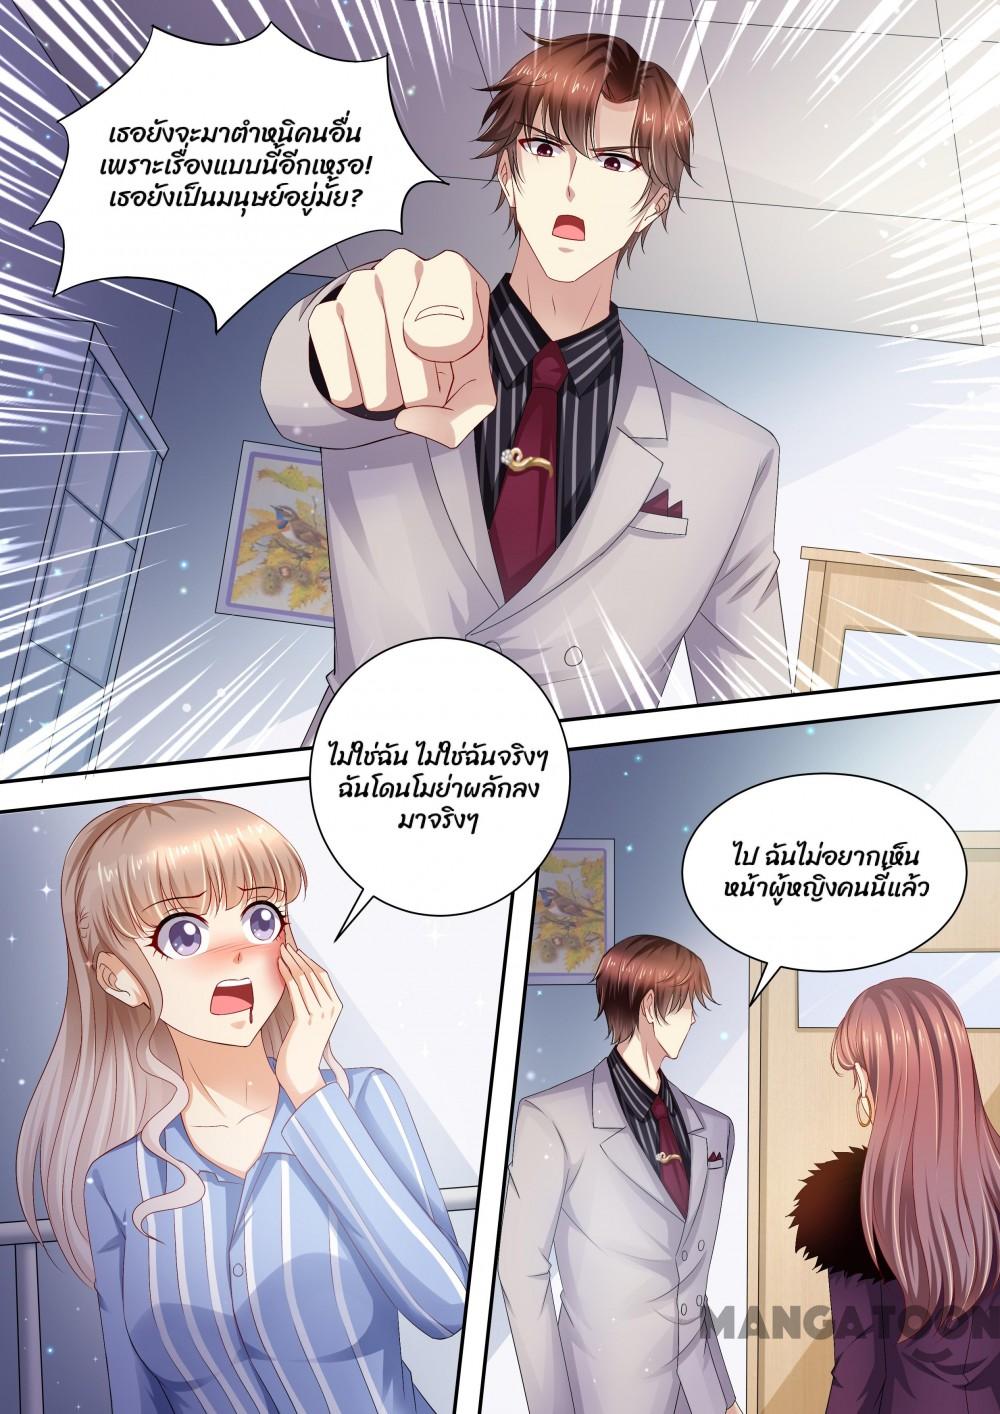 เธอยังจะมาตำหนิคนอื่น
เพราะเรื่องแบบนี้อีกเหรอ!
เธอยังเป็นมนุษย์อยู่มั้ย?
ไม่ใช่ฉัน ไม่ใช่ฉันจริงๆ
ฉันโดนโมย่าผลักลง
มาจริงๆ
ไป ฉันไม่อยากเห็น
หน้าผู้หญิงคนนี้แล้ว
MANGATOON